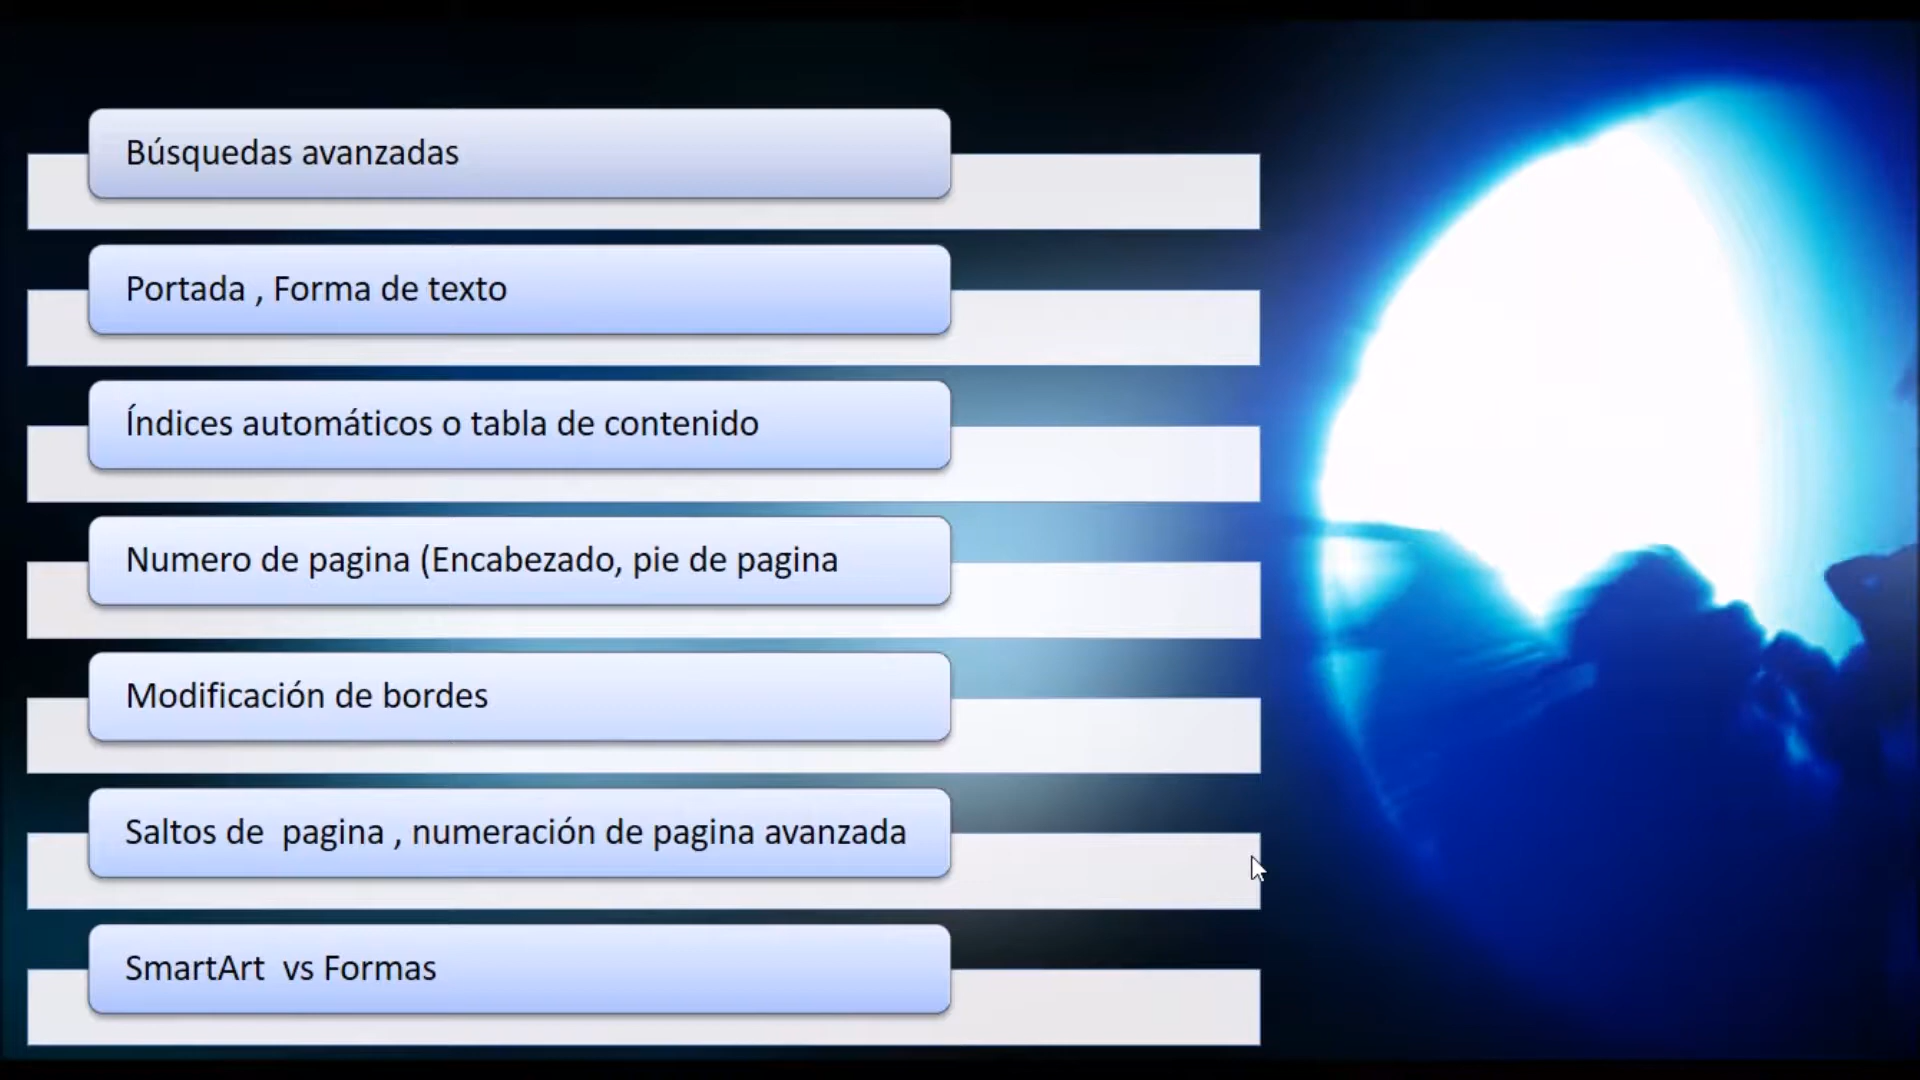 Búsquedas avanzadas
Portada , Forma de texto
Índices automáticos o tabla de contenido
Numero de pagina (Encabezado, pie de pagina
Modificación de bordes
Saltos de  pagina , numeración de pagina avanzada
SmartArt  vs Formas